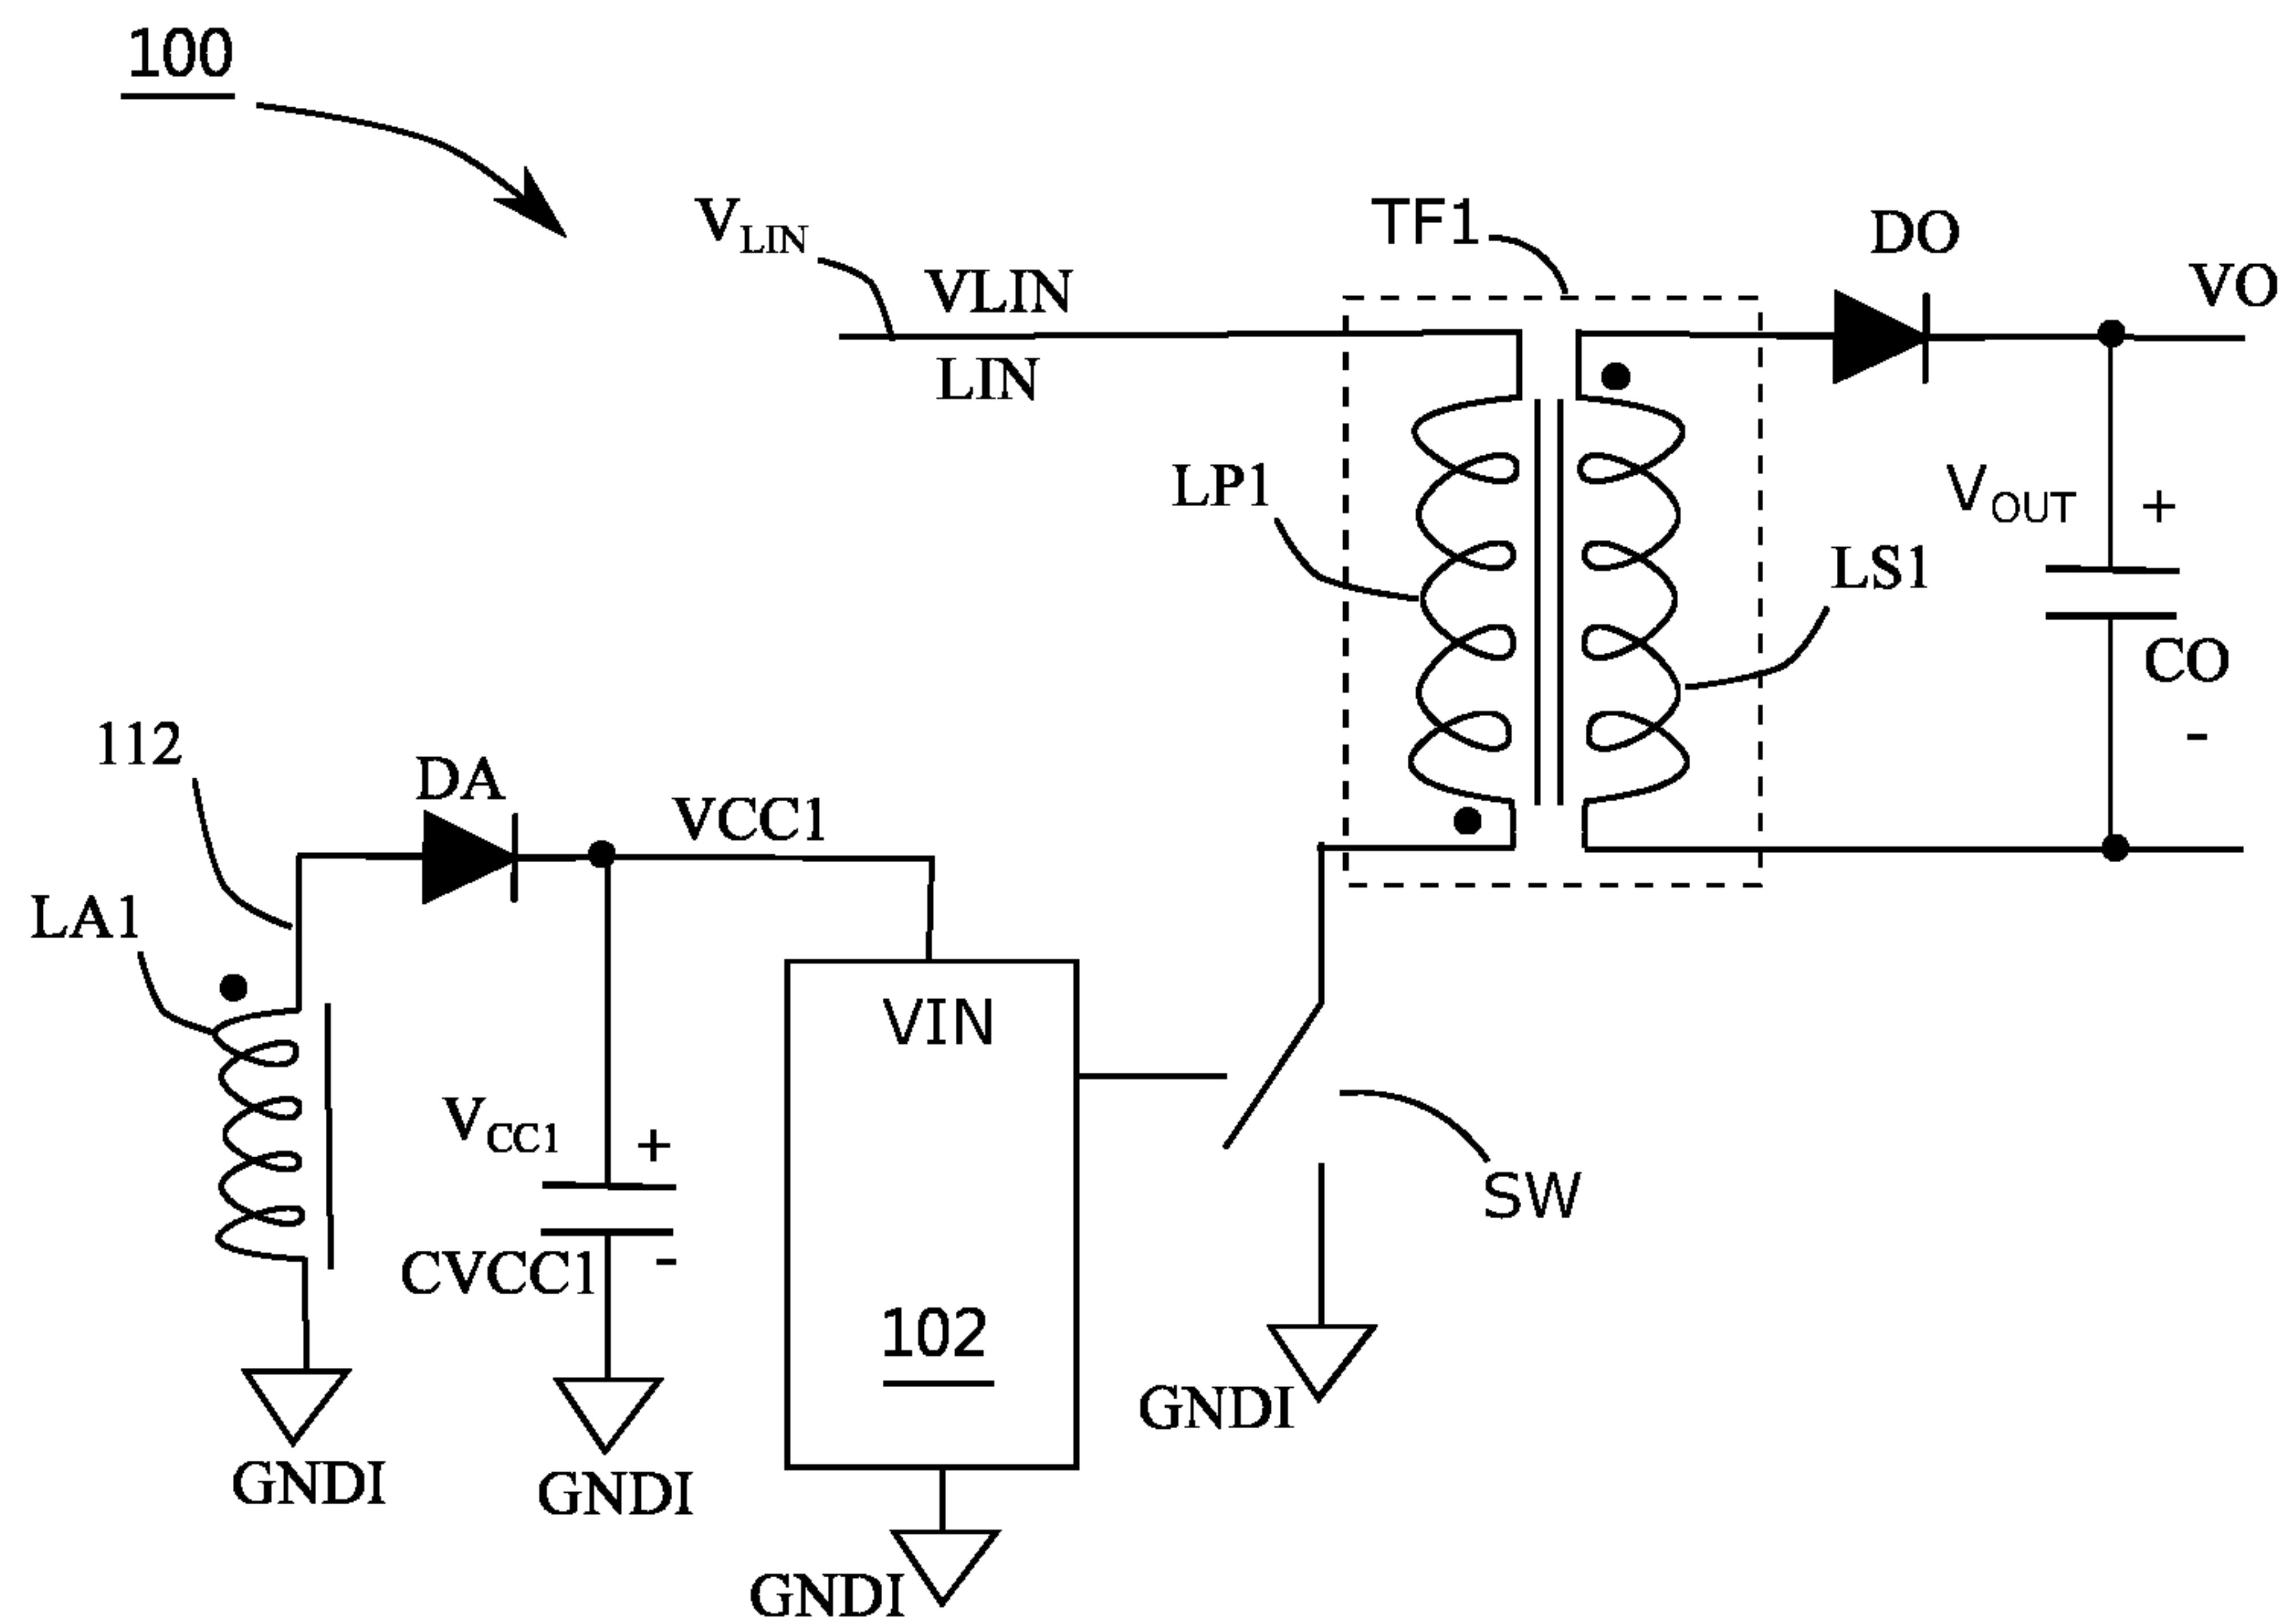 100
VLIN
VLIN
LIN
TF1
DO
VO
LP1
VOUT
+
LS1
CO
-
112
DA
VCC1
LA1
VIN
VCC1
+
SW
CVCC1
-
102
GNDI
GNDI
GNDI
GNDI